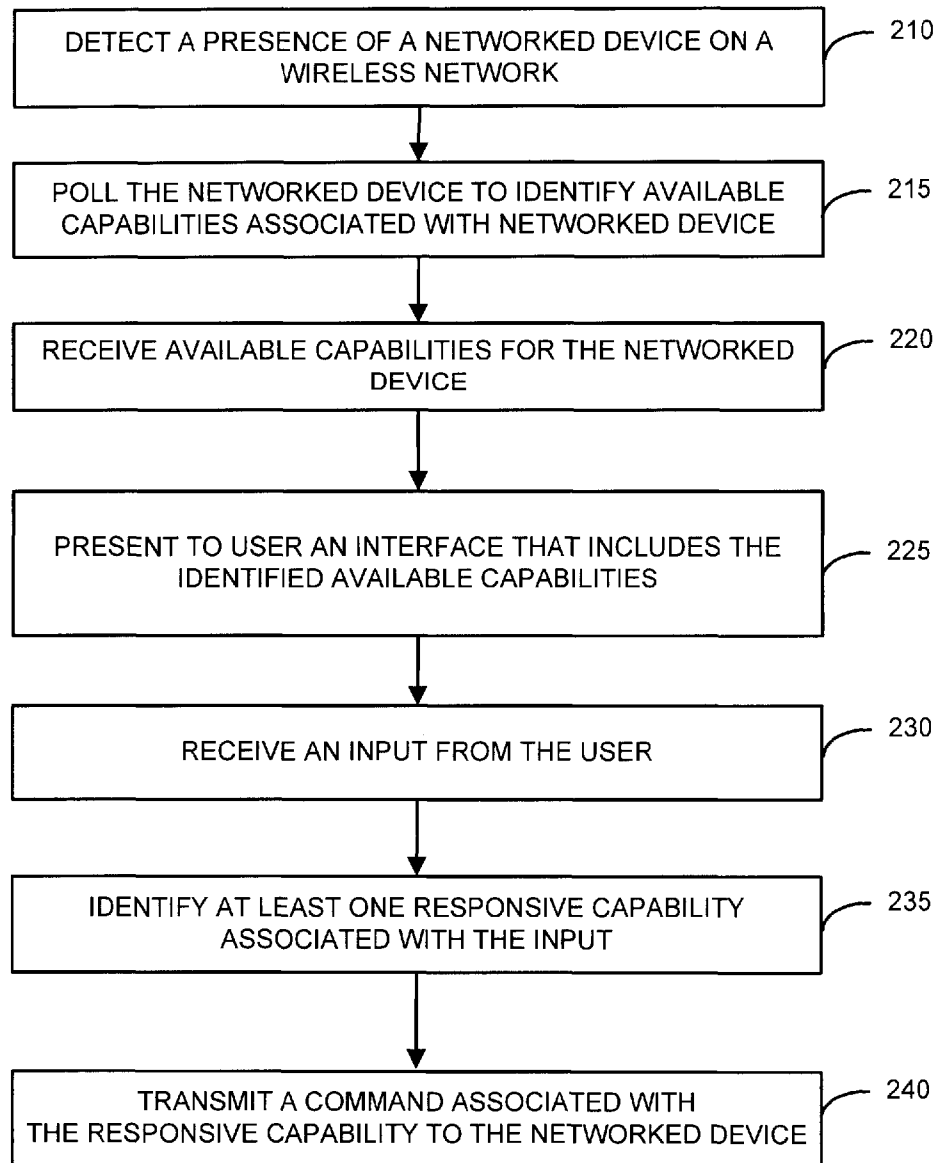 DETECT A PRESENCE OF A NETWORKED DEVICE ON A
WIRELESS NETWORK
210
POLL THE NETWORKED DEVICE TO IDENTIFY AVAILABLE
CAPABILITIES ASSOCIATED WITH NETWORKED DEVICE
215
RECEIVE AVAILABLE CAPABILITIES FOR THE NETWORKED
DEVICE
220
PRESENT TO USER AN INTERFACE THAT INCLUDES THE
IDENTIFIED AVAILABLE CAPABILITIES
225
RECEIVE AN INPUT FROM THE USER
230
IDENTIFY AT LEAST ONE RESPONSIVE CAPABILITY
ASSOCIATED WITH THE INPUT
235
TRANSMIT A COMMAND ASSOCIATED WITH
THE RESPONSIVE CAPABILITY TO THE NETWORKED DEVICE
240